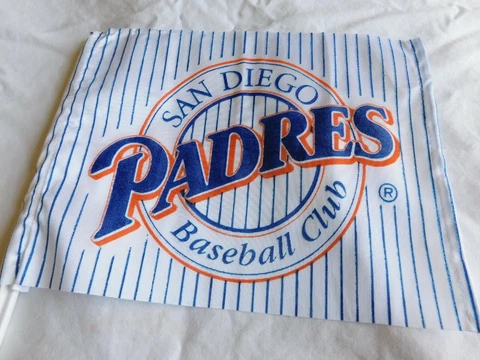 SAN DIEGO
PADRES
Baseball Club
®